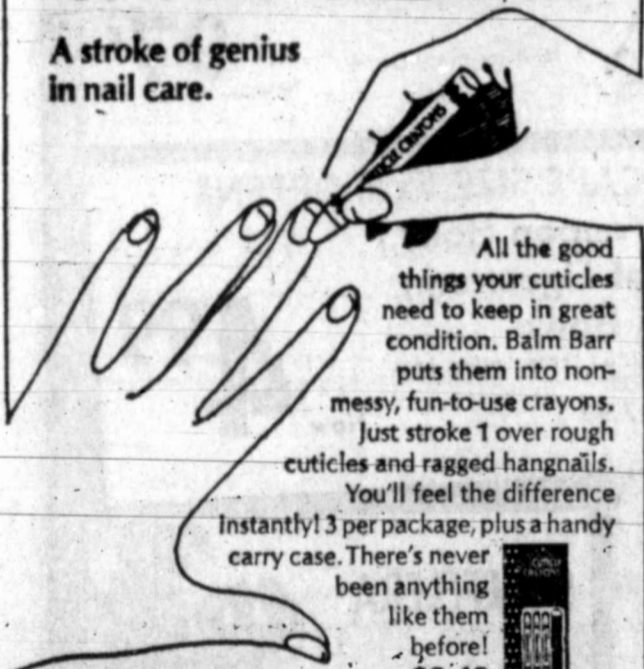 A stroke of genius
in nail care.
CRAYONS
All the good
things your cuticles
need to keep in great
condition. Balm Barr
puts them into non-
messy, fun-to-use crayons.
Just stroke 1 over rough
cuticles and ragged hangnails.
You'll feel the difference
instantly! 3 per package, plus a handy
carry case. There's never
been anything
like them
before!